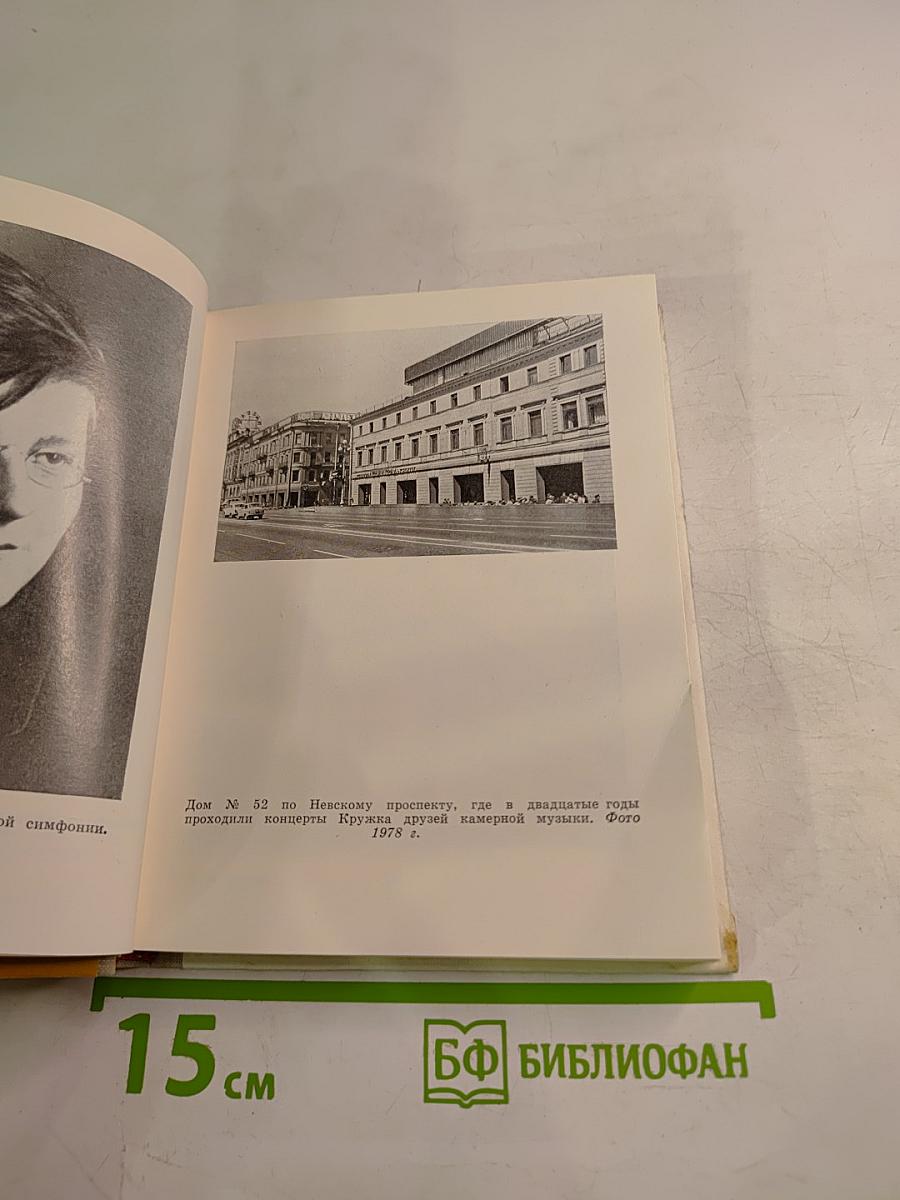 ой симфонии.
Дом № 52 по Невскому проспекту, где в двадцатые годы
проходили концерты Кружка друзей камерной музыки. Фото
1978 г.
15 см
БФ БИБЛИОФАН